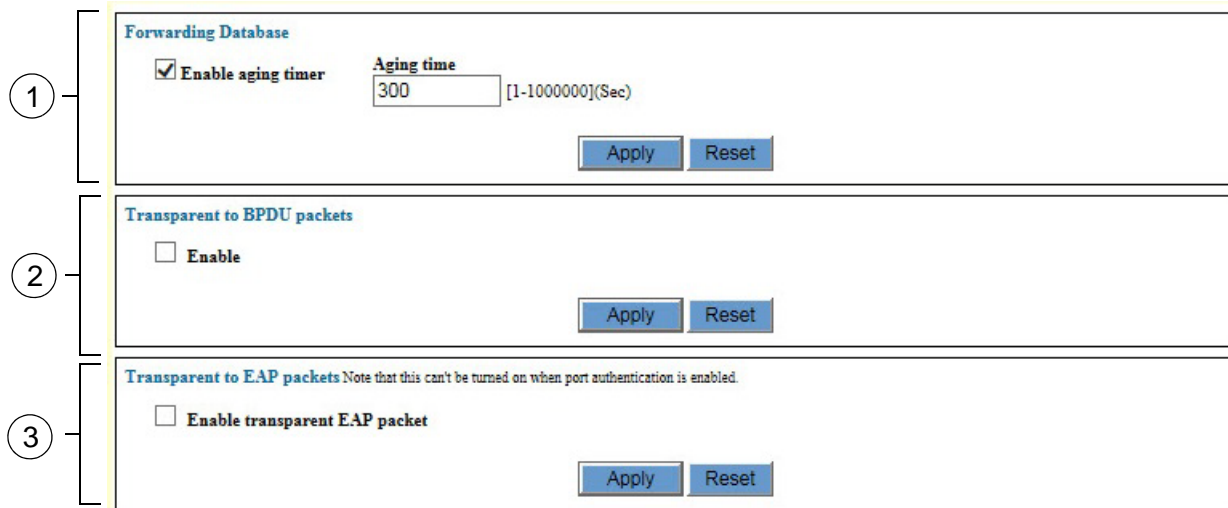 1
Forwarding Database
Enable aging timer
Aging time
300 [1-1000000](Sec)
Apply Reset
2
Transparent to BPDU packets
Enable
Apply Reset
3
Transparent to EAP packets Note that this can't be turned on when port authentication is enabled.
Enable transparent EAP packet
Apply Reset